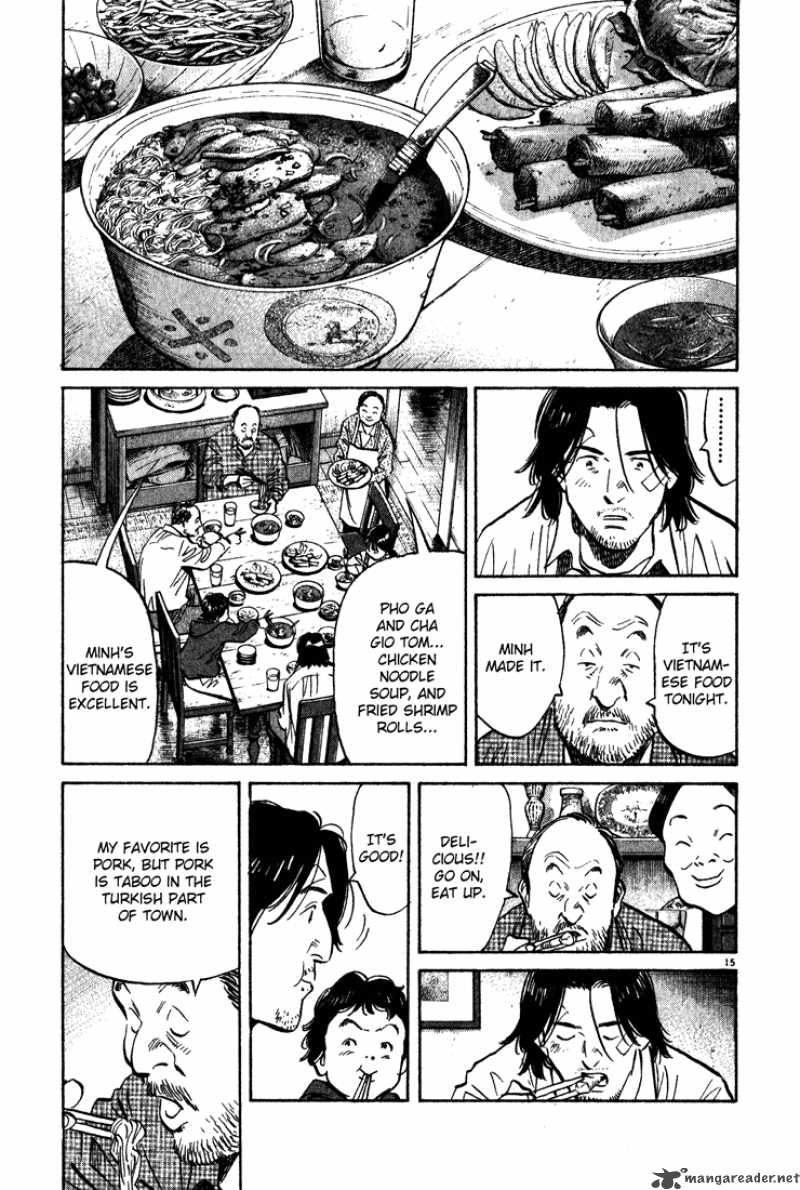 .........
IT'S
VIETNAM-
ESE FOOD
TONIGHT.
MINH
MADE IT.
PHO GA
AND CHA
GIO TOM...
CHICKEN
NOODLE
SOUP, AND
FRIED SHRIMP
ROLLS...
MINH'S
VIETNAMESE
FOOD IS
EXCELLENT.
DELI-
CIOUS!!
GO ON,
EAT UP.
15
IT'S
GOOD!
MY FAVORITE IS
PORK, BUT PORK
IS TABOO IN THE
TURKISH PART
OF TOWN.
mangareader.net